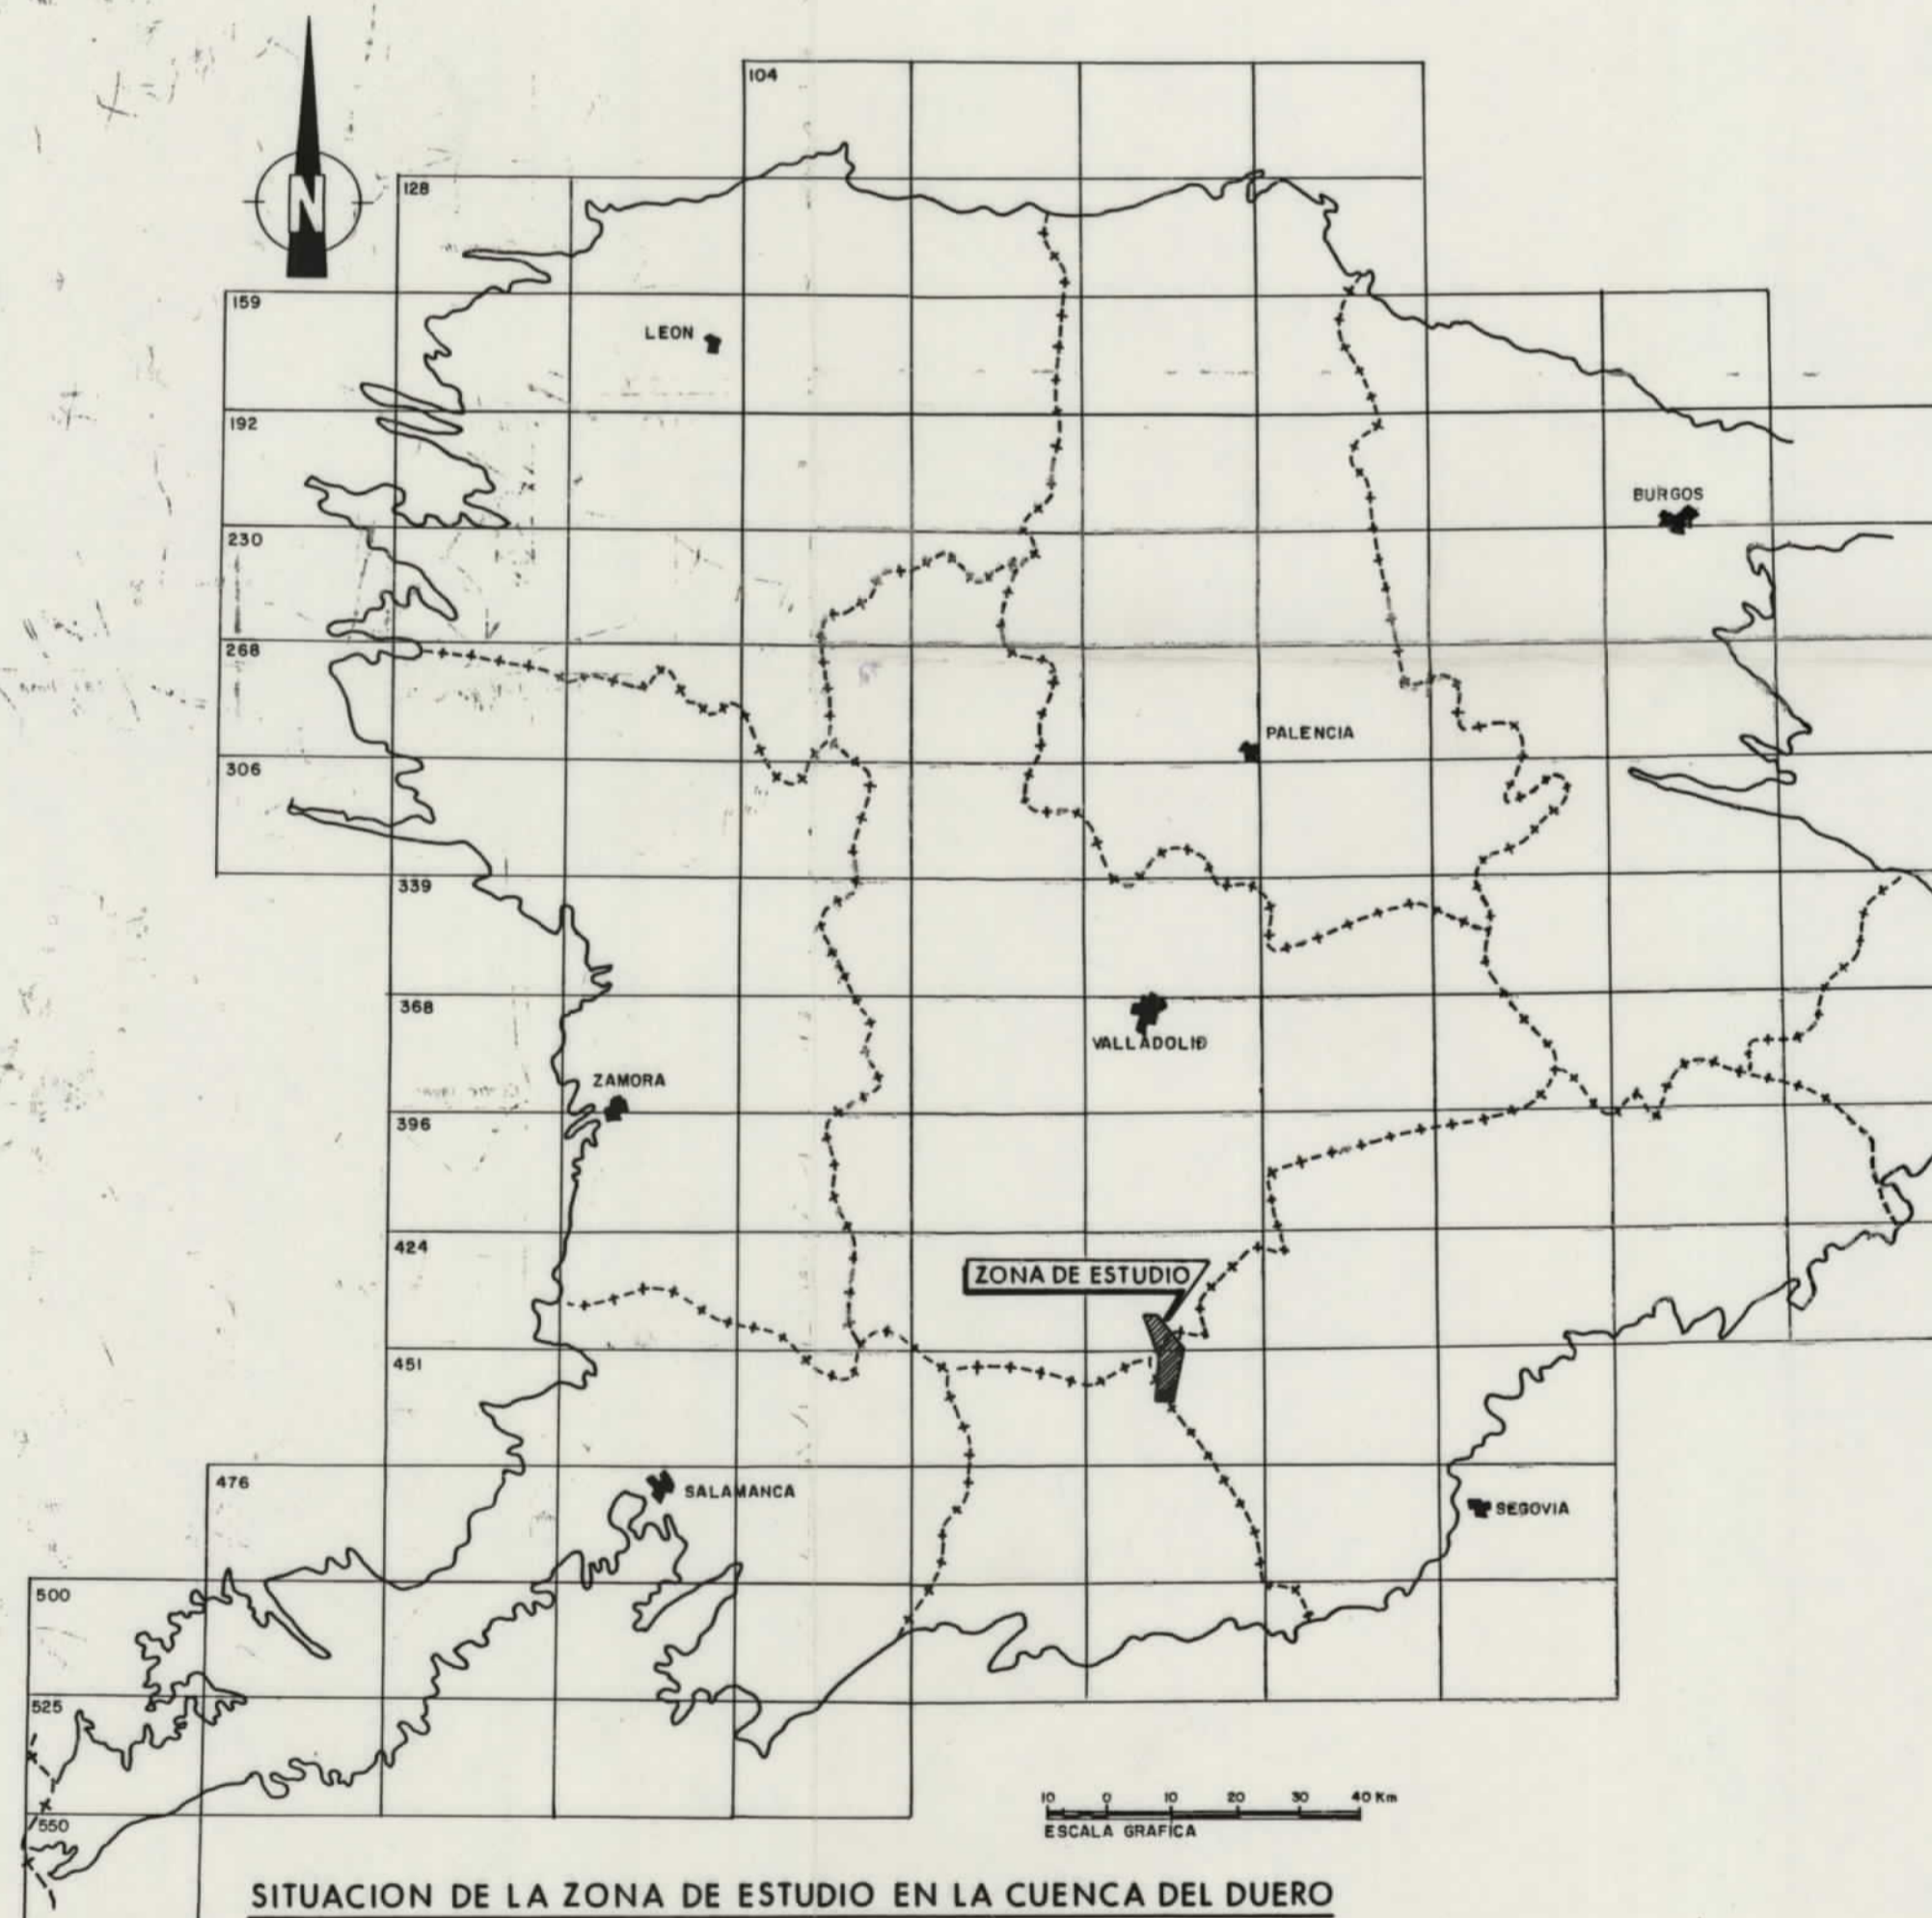 104
128
N
159
LEON
192
BURGOS
230
268
PALENCIA
306
339
368
VALLADOLID
ZAMORA
396
424
ZONA DE ESTUDIO
451
476
SALAMANCA
SEGOVIA
500
525
10 0 10 20 30 40 Km
ESCALA GRAFICA
550
SITUACION DE LA ZONA DE ESTUDIO EN LA CUENCA DEL DUERO